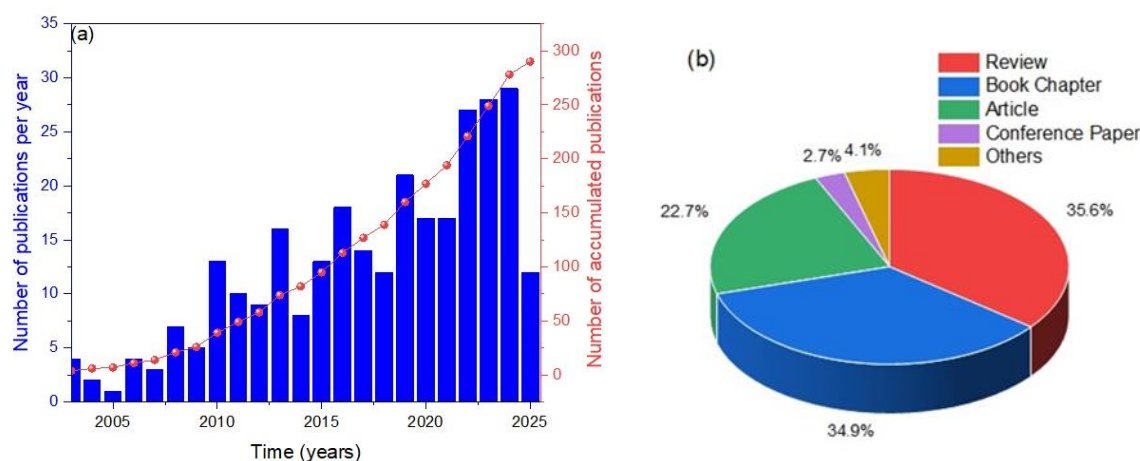 (a)
Number of publications per year
35
30
25
20
15
10
5
0
2005
2010
2015
2020
2025
Time (years)
300
250
200
150
100
50
0
Number of accumulated publications
(b)
Review
Book Chapter
Article
Conference Paper
Others
2.7%
4.1%
22.7%
35.6%
34.9%